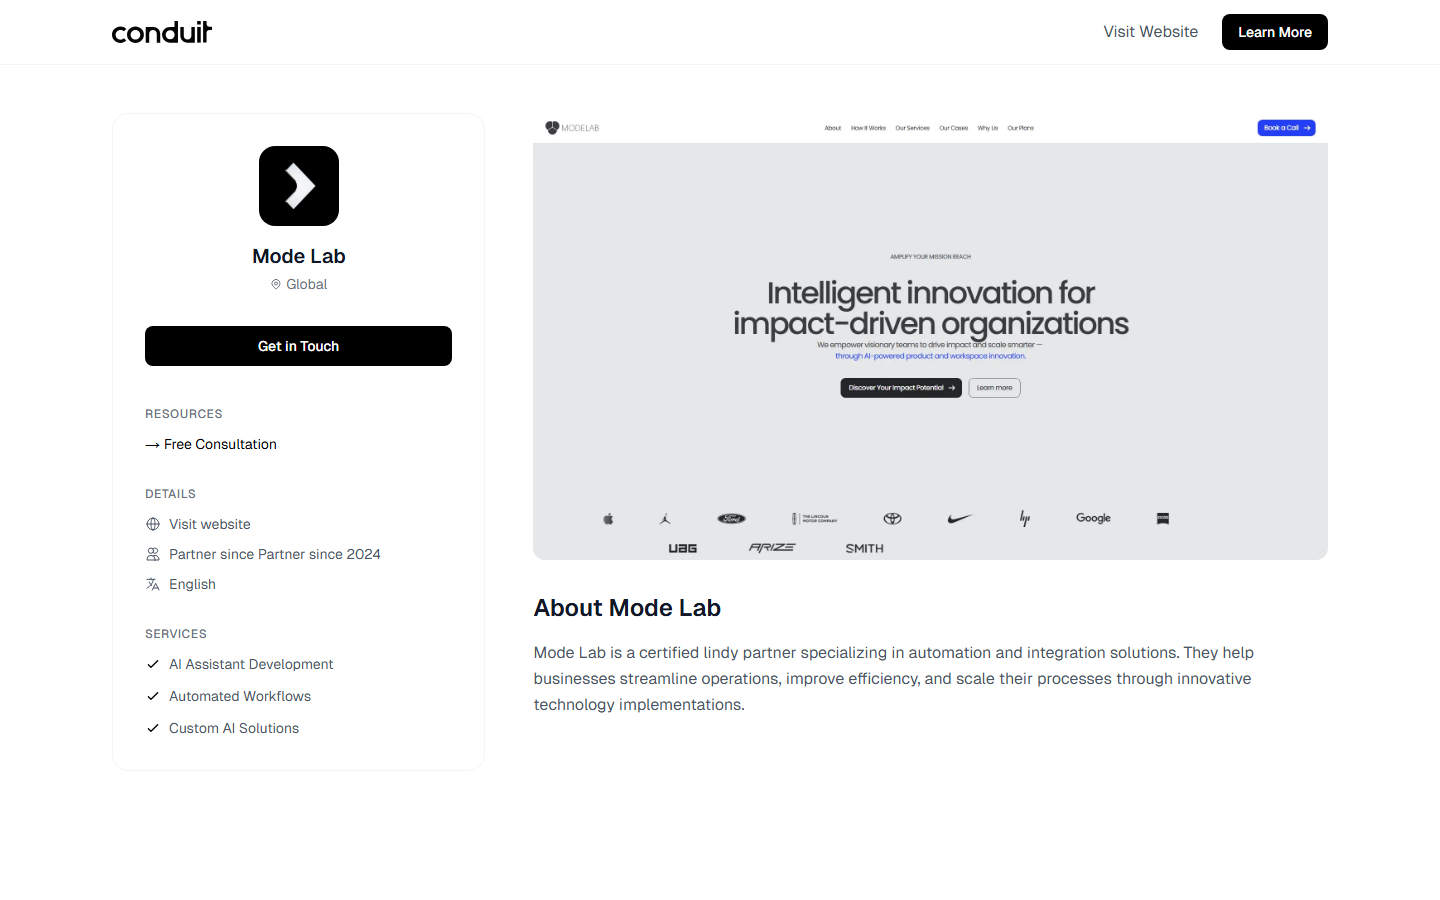 conduit
Visit Website
Learn More
Mode Lab
Global
Get in Touch
RESOURCES
→ Free Consultation
DETAILS
Visit website
Partner since Partner since 2024
English
SERVICES
AI Assistant Development
Automated Workflows
Custom AI Solutions
MODELAB
About How It Works Our Services Our Cases Why Us Our Plans
Book a Call →
AMPLIFY YOUR MISSION REACH
Intelligent innovation for
impact-driven organizations
We empower visionary teams to drive impact and scale smarter —
through AI-powered product and workspace innovation.
Discover Your Impact Potential →
Learn more
Ford
THE LINCOLN
MOTOR COMPANY
hp
Google
UAG
ARIZE
SMITH
About Mode Lab
Mode Lab is a certified lindy partner specializing in automation and integration solutions. They help
businesses streamline operations, improve efficiency, and scale their processes through innovative
technology implementations.